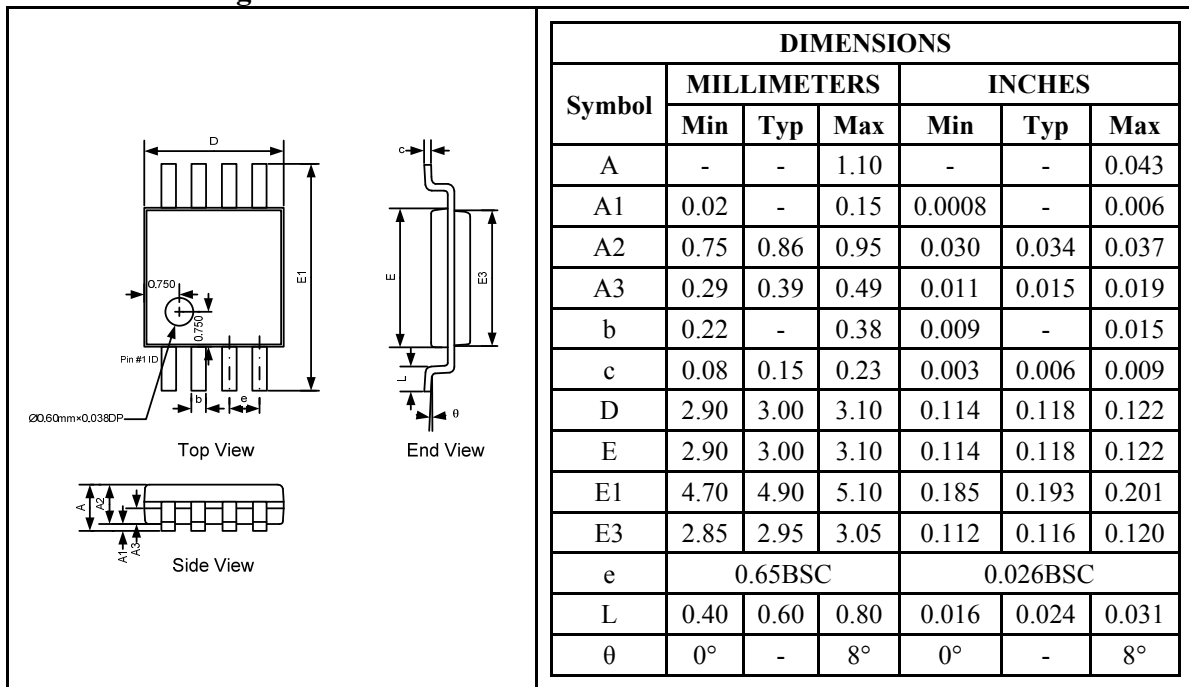 D
c
E1
E
E3
0.750
0.750
Pin #1 ID
L
b
e
θ
Ø0.60mm×0.038DP
Top View
End View
A
A2
A1
A3
Side View
DIMENSIONS
Symbol MILLIMETERS INCHES
Min Typ Max Min Typ Max
A - - 1.10 - - 0.043
A1 0.02 - 0.15 0.0008 - 0.006
A2 0.75 0.86 0.95 0.030 0.034 0.037
A3 0.29 0.39 0.49 0.011 0.015 0.019
b 0.22 - 0.38 0.009 - 0.015
c 0.08 0.15 0.23 0.003 0.006 0.009
D 2.90 3.00 3.10 0.114 0.118 0.122
E 2.90 3.00 3.10 0.114 0.118 0.122
E1 4.70 4.90 5.10 0.185 0.193 0.201
E3 2.85 2.95 3.05 0.112 0.116 0.120
e 0.65BSC 0.026BSC
L 0.40 0.60 0.80 0.016 0.024 0.031
θ 0° - 8° 0° - 8°